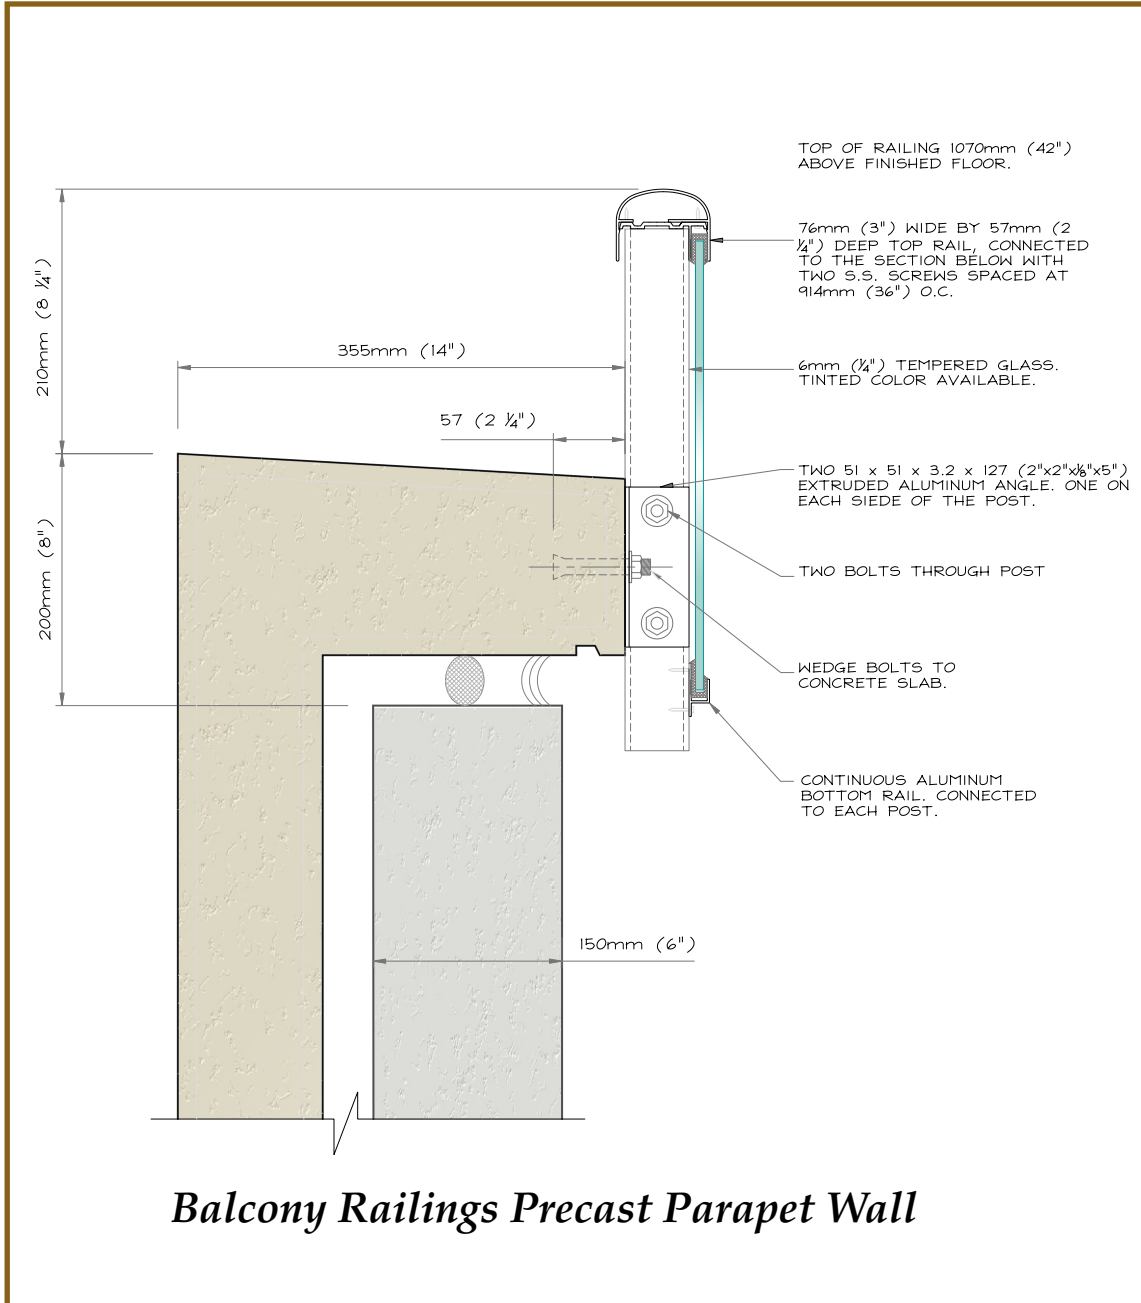 TOP OF RAILING 1070mm (42")
ABOVE FINISHED FLOOR.
76mm (3") WIDE BY 57mm (2
¼") DEEP TOP RAIL, CONNECTED
TO THE SECTION BELOW WITH
TWO S.S. SCREWS SPACED AT
914mm (36") O.C.
210mm (8 ¼")
355mm (14")
6mm (¼") TEMPERED GLASS.
TINTED COLOR AVAILABLE.
57 (2 ¼")
TWO 51 x 51 x 3.2 x 127 (2"x2"x⅛"x5")
EXTRUDED ALUMINUM ANGLE. ONE ON
EACH SIEDE OF THE POST.
200mm (8")
TWO BOLTS THROUGH POST
WEDGE BOLTS TO
CONCRETE SLAB.
CONTINUOUS ALUMINUM
BOTTOM RAIL. CONNECTED
TO EACH POST.
150mm (6")
Balcony Railings Precast Parapet Wall